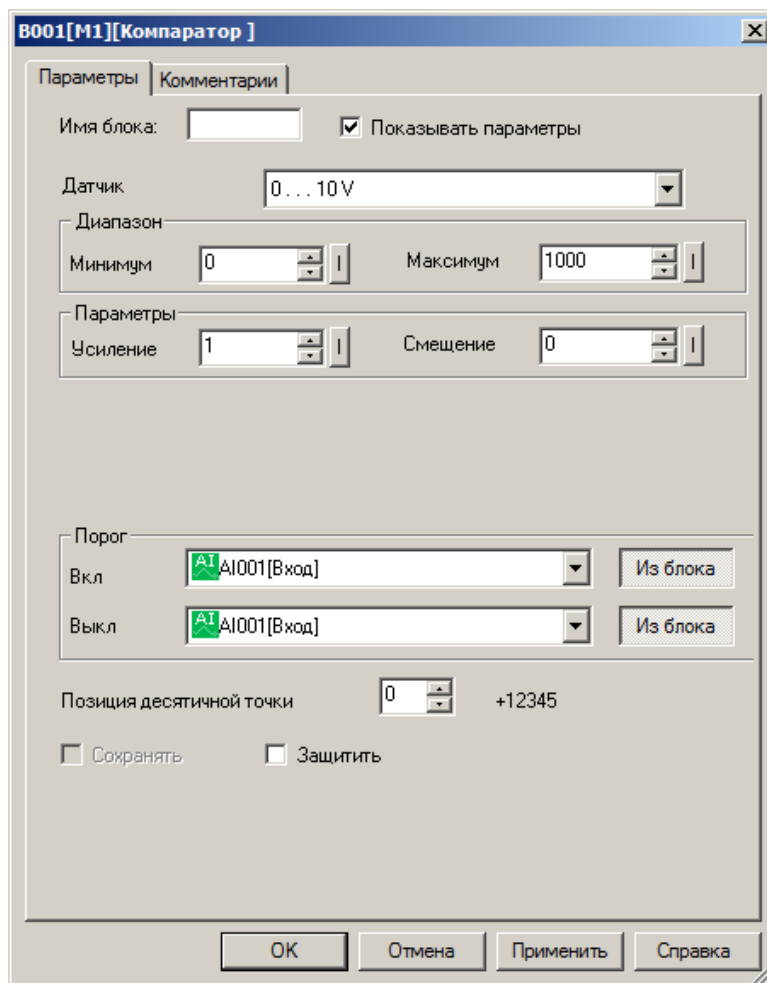 B001[M1][Компаратор ]
Параметры Комментарии
Имя блока: Показывать параметры
Датчик 0 . . . 10 V
Диапазон
Минимум 0 I Максимум 1000 I
Параметры
Усиление 1 I Смещение 0 I
Порог
Вкл AI AI001[Вход] Из блока
Выкл AI AI001[Вход] Из блока
Позиция десятичной точки 0 +12345
Сохранять Защитить
OK Отмена Применить Справка